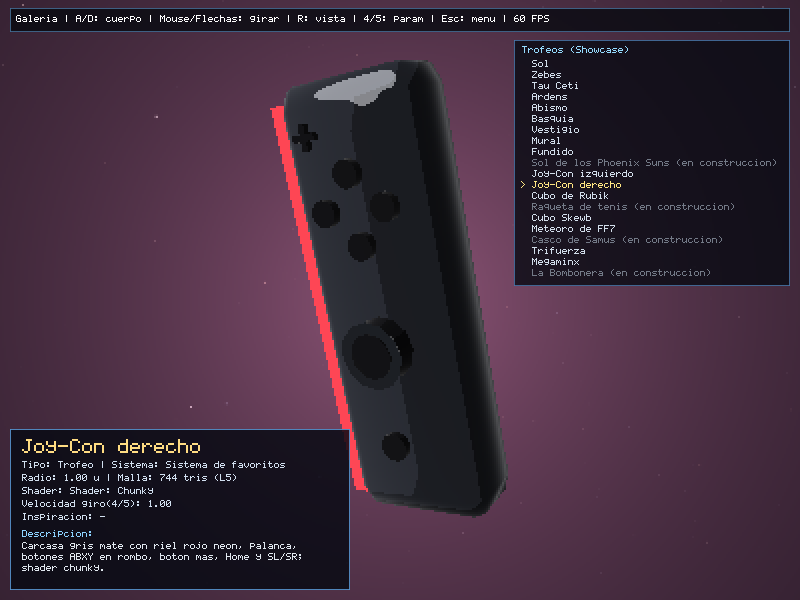 Galeria | A/D: cuerpo | Mouse/Flechas: girar | R: vista | 4/5: Param | Esc: menu | 60 FPS
Trofeos (Showcase)
Sol
Zebes
Tau Ceti
Ardens
Abismo
Basquia
Vestigio
Mural
Fundido
Sol de los Phoenix Suns (en construccion)
Joy-Con izquierdo
> Joy-Con derecho
Cubo de Rubik
Raqueta de tenis (en construccion)
Cubo Skewb
Meteoro de FF7
Casco de Samus (en construccion)
Trifuerza
Megaminx
La Bombonera (en construccion)
Joy-Con derecho
Tipo: Trofeo | Sistema: Sistema de favoritos
Radio: 1.00 u | Malla: 744 tris (L5)
Shader: Shader: Chunky
Velocidad giro(4/5): 1.00
Inspiracion: -
Descripcion:
Carcasa gris mate con riel rojo neon, palanca,
botones ABXY en rombo, boton mas, Home y SL/SR;
shader chunky.